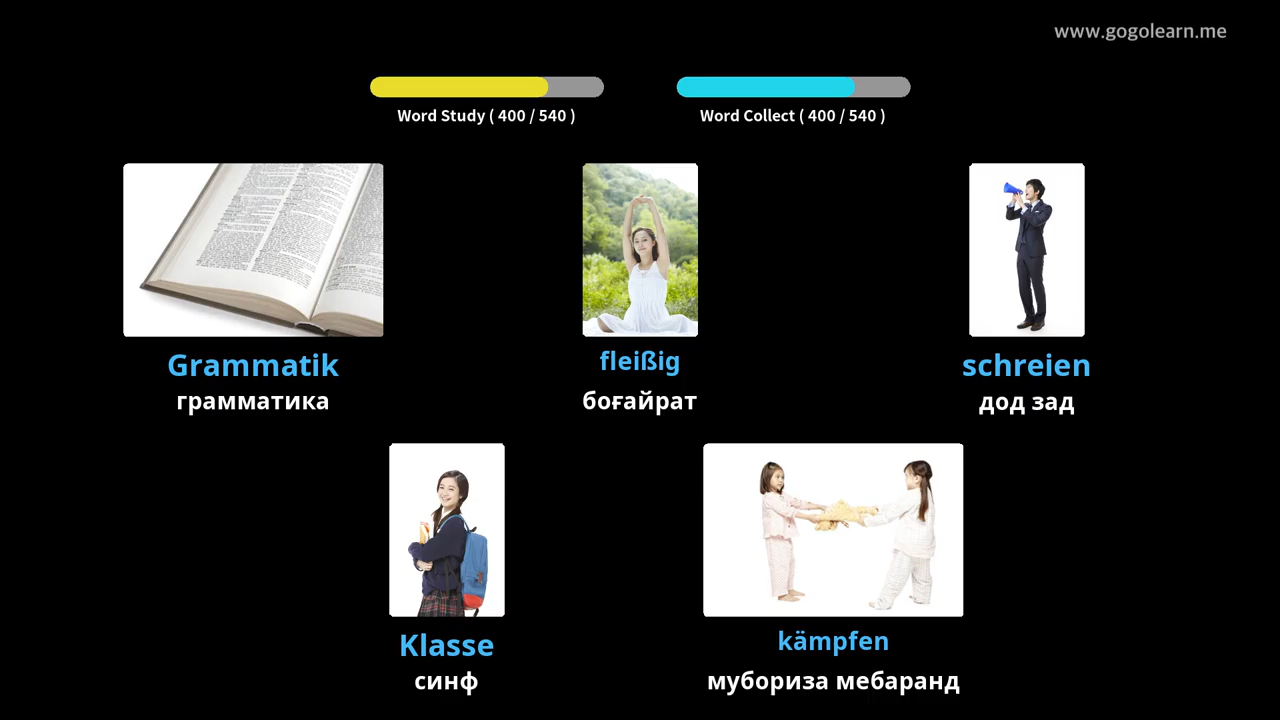 www.gogolearn.me
Word Study ( 400 / 540 )
Word Collect ( 400 / 540 )
Grammatik
грамматика
fleißig
боғайрат
schreien
дод зад
Klasse
синф
kämpfen
мубориза мебаранд